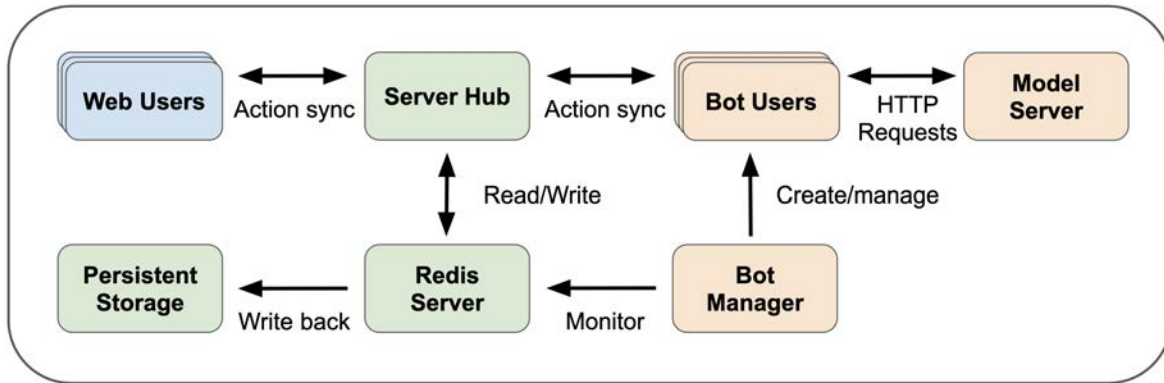 Web Users
Action sync
Server Hub
Action sync
Bot Users
HTTP
Requests
Model
Server
Read/Write
Create/manage
Persistent
Storage
Write back
Redis
Server
Monitor
Bot
Manager